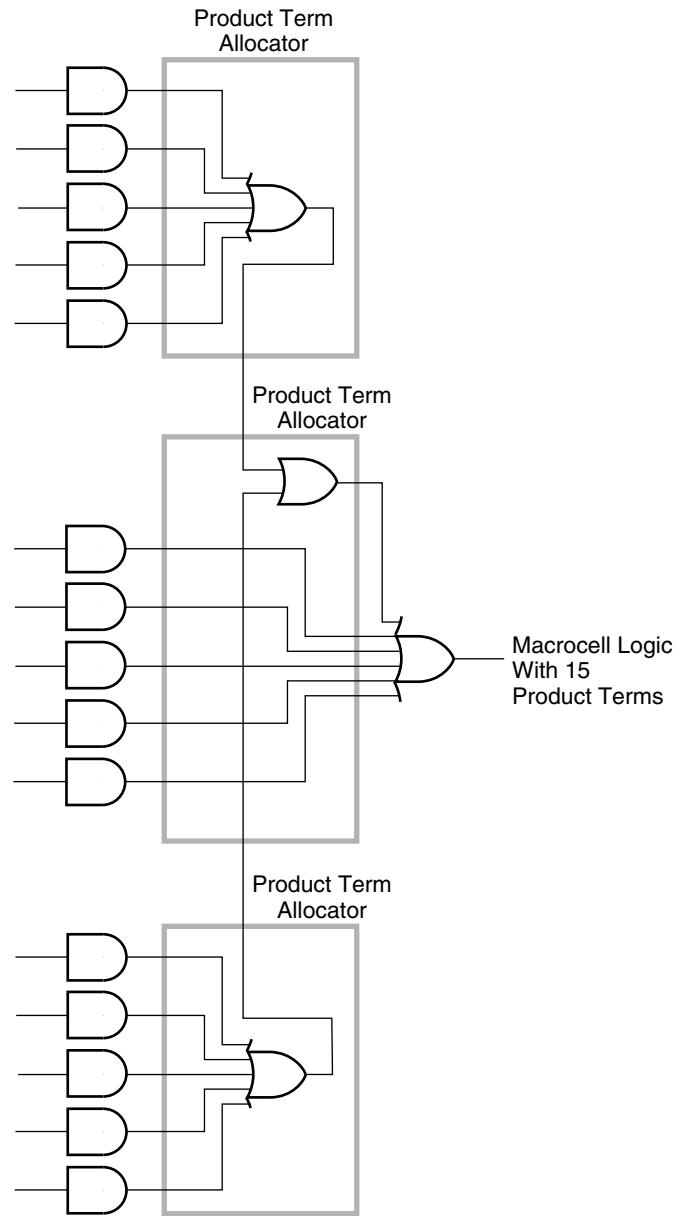 Product Term
Allocator
Product Term
Allocator
Macrocell Logic
With 15
Product Terms
Product Term
Allocator